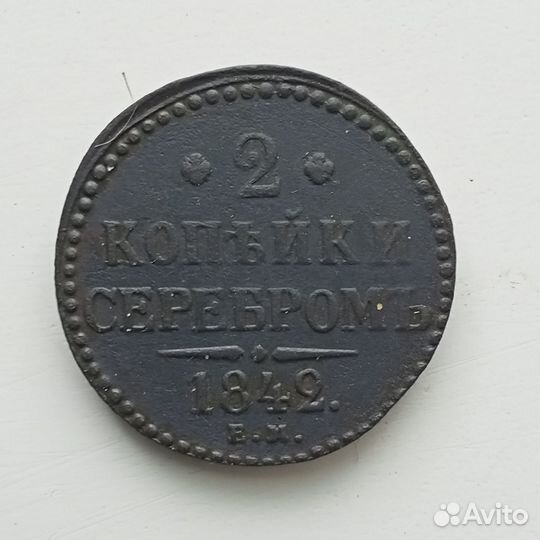 2
КОПѢЙКИ
СЕРЕБРОМЪ
1842.
Е.М.
Avito